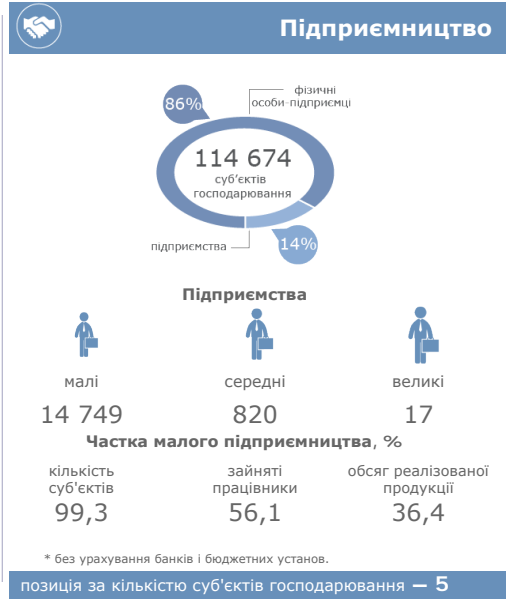 Підприємництво
86%
фізичні
особи-підприємці
114 674
суб'єктів
господарювання
підприємства
14%
Підприємства
малі
середні
великі
14 749
820
17
Частка малого підприємництва, %
кількість
суб'єктів
зайняті
працівники
обсяг реалізованої
продукції
99,3
56,1
36,4
* без урахування банків і бюджетних установ.
позиція за кількістю суб'єктів господарювання — 5